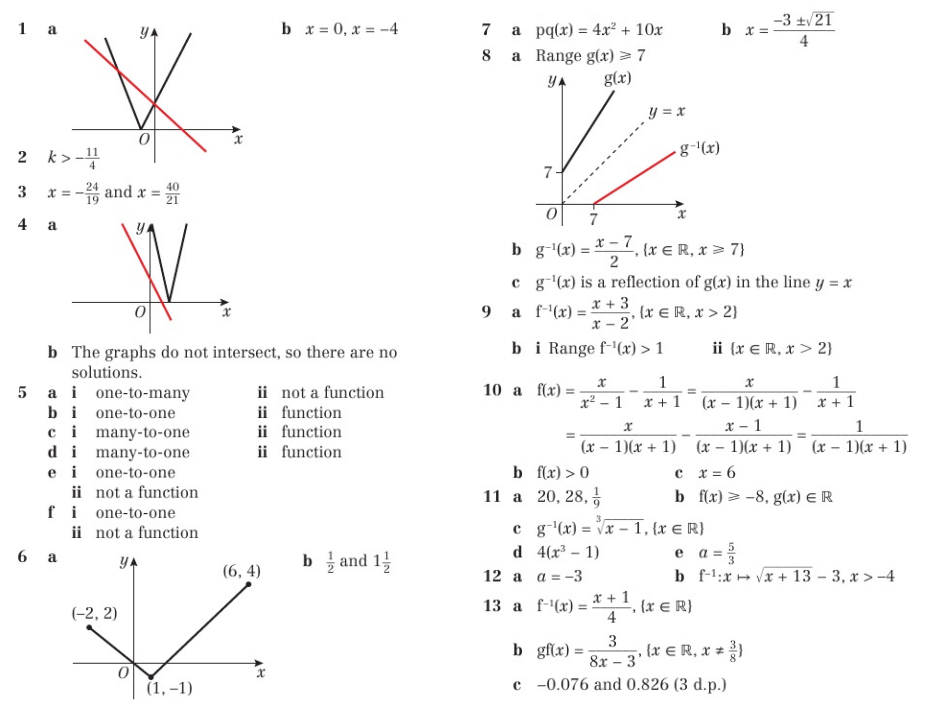 1 a y O x b x = 0, x = −4
2 k > −11/4
3 x = −24/19 and x = 40/21
4 a y O x
b The graphs do not intersect, so there are no
solutions.
5 a i one-to-many ii not a function
b i one-to-one ii function
c i many-to-one ii function
d i many-to-one ii function
e i one-to-one
ii not a function
f i one-to-one
ii not a function
6 a y (6, 4) b 1/2 and 1 1/2
(−2, 2)
O x
(1, −1)
7 a pq(x) = 4x² + 10x b x = (−3 ±√21)/4
8 a Range g(x) ⩾ 7
y g(x)
y = x
g⁻¹(x)
7
O 7 x
b g⁻¹(x) = (x − 7)/2, {x ∈ ℝ, x ⩾ 7}
c g⁻¹(x) is a reflection of g(x) in the line y = x
9 a f⁻¹(x) = (x + 3)/(x − 2), {x ∈ ℝ, x > 2}
b i Range f⁻¹(x) > 1 ii {x ∈ ℝ, x > 2}
10 a f(x) = x/(x² − 1) − 1/(x + 1) = x/((x − 1)(x + 1)) − 1/(x + 1)
= x/((x − 1)(x + 1)) − (x − 1)/((x − 1)(x + 1)) = 1/((x − 1)(x + 1))
b f(x) > 0 c x = 6
11 a 20, 28, 1/9 b f(x) ⩾ −8, g(x) ∈ ℝ
c g⁻¹(x) = ∛(x − 1), {x ∈ ℝ}
d 4(x³ − 1) e a = 5/3
12 a a = −3 b f⁻¹: x ↦ √(x + 13) − 3, x > −4
13 a f⁻¹(x) = (x + 1)/4, {x ∈ ℝ}
b gf(x) = 3/(8x − 3), {x ∈ ℝ, x ≠ 3/8}
c −0.076 and 0.826 (3 d.p.)